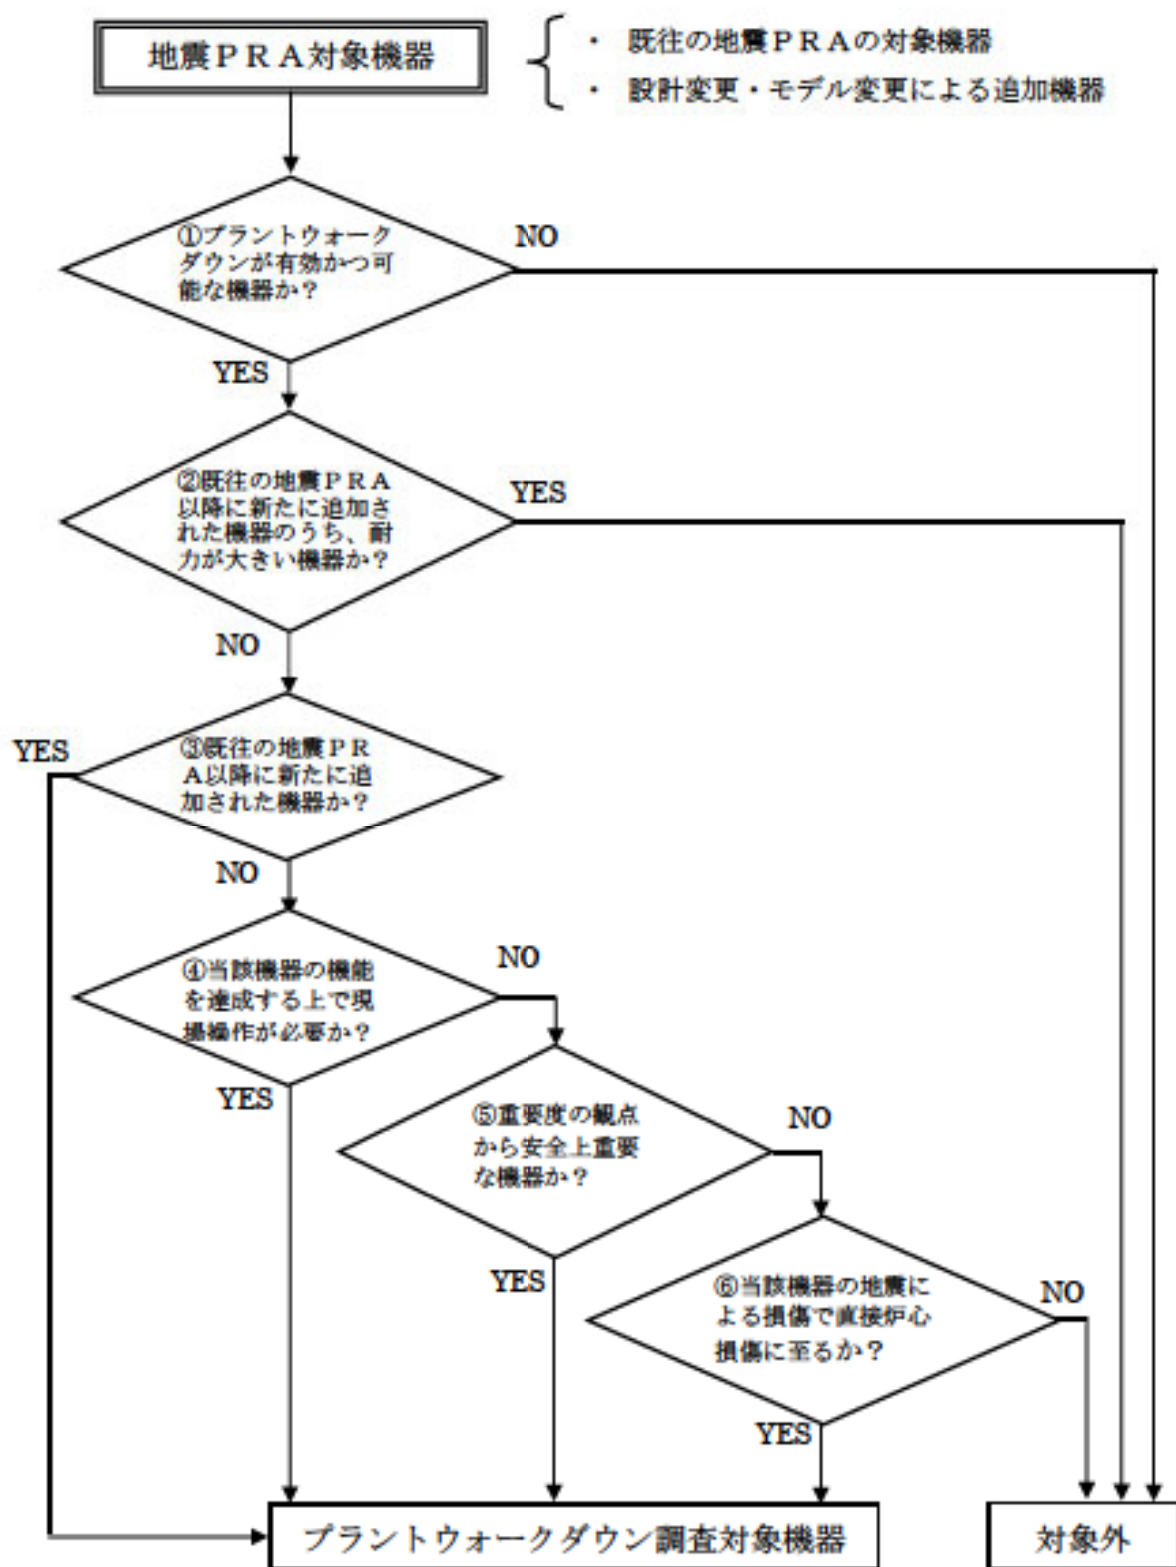 地震ＰＲＡ対象機器
・ 既往の地震ＰＲＡの対象機器
・ 設計変更・モデル変更による追加機器
①プラントウォーク
ダウンが有効かつ可
能な機器か？
NO
YES
②既往の地震ＰＲＡ
以降に新たに追加さ
れた機器のうち、耐
力が大きい機器か？
YES
NO
③既往の地震ＰＲ
Ａ以降に新たに追
加された機器か？
YES
NO
④当該機器の機能
を達成する上で現
場操作が必要か？
NO
YES
⑤重要度の観点
から安全上重要
な機器か？
NO
YES
⑥当該機器の地震に
よる損傷で直接炉心
損傷に至るか？
NO
YES
プラントウォークダウン調査対象機器
対象外